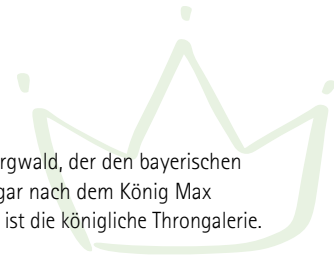 rgwald, der den bayerischen
gar nach dem König Max
ist die königliche Throngalerie.